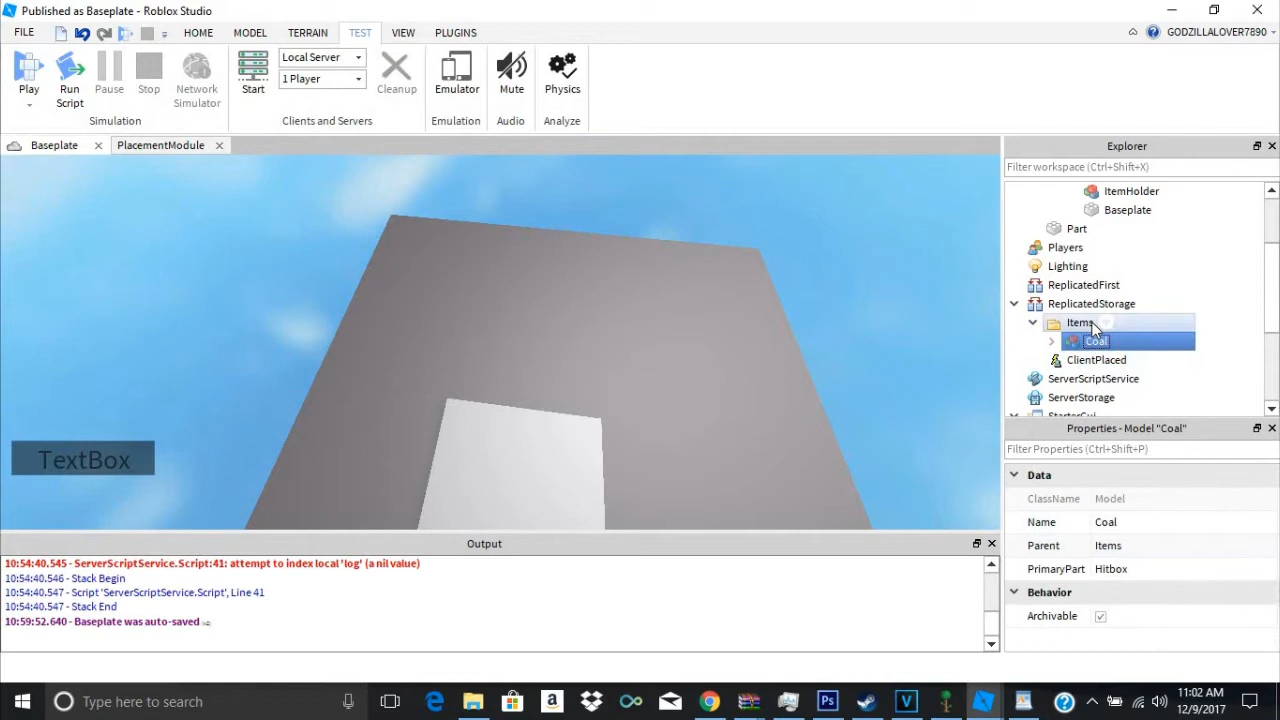 Published as Baseplate - Roblox Studio
FILE HOME MODEL TERRAIN TEST VIEW PLUGINS GODZILLALOVER7890
Play Run Script Pause Stop Network Simulator
Simulation
Start Local Server 1 Player Cleanup
Clients and Servers
Emulator
Emulation
Mute
Audio
Physics
Analyze
Baseplate PlacementModule
TextBox
Explorer
Filter workspace (Ctrl+Shift+X)
ItemHolder
Baseplate
Part
Players
Lighting
ReplicatedFirst
ReplicatedStorage
Items
Coal
ClientPlaced
ServerScriptService
ServerStorage
StarterGui
Properties - Model "Coal"
Filter Properties (Ctrl+Shift+P)
Data
ClassName Model
Name Coal
Parent Items
PrimaryPart Hitbox
Behavior
Archivable
Output
10:54:40.545 - ServerScriptService.Script:41: attempt to index local 'log' (a nil value)
10:54:40.546 - Stack Begin
10:54:40.547 - Script 'ServerScriptService.Script', Line 41
10:54:40.547 - Stack End
10:59:52.640 - Baseplate was auto-saved
Type here to search
11:02 AM
12/9/2017